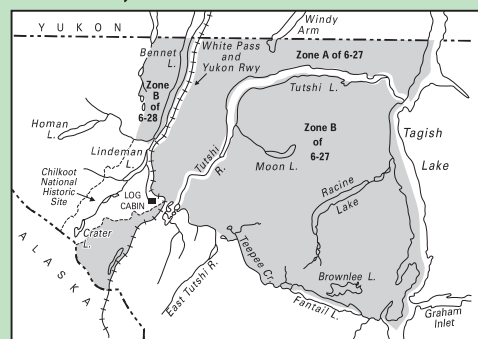 YUKON
Windy
Arm
Bennet
L.
White Pass
and
Yukon Rwy
Zone A of 6-27
Zone
B
of
6-28
Tutshi L.
Homan
L.
Lindeman
L.
Zone B
of
6-27
Tagish
Lake
Tutshi
R.
Moon L.
Chilkoot
National
Historic
Site
LOG
CABIN
Racine
Lake
Crater
L.
ALASKA
Teepee Cr.
East Tutshi R.
Brownlee L.
Fantail L.
Graham
Inlet